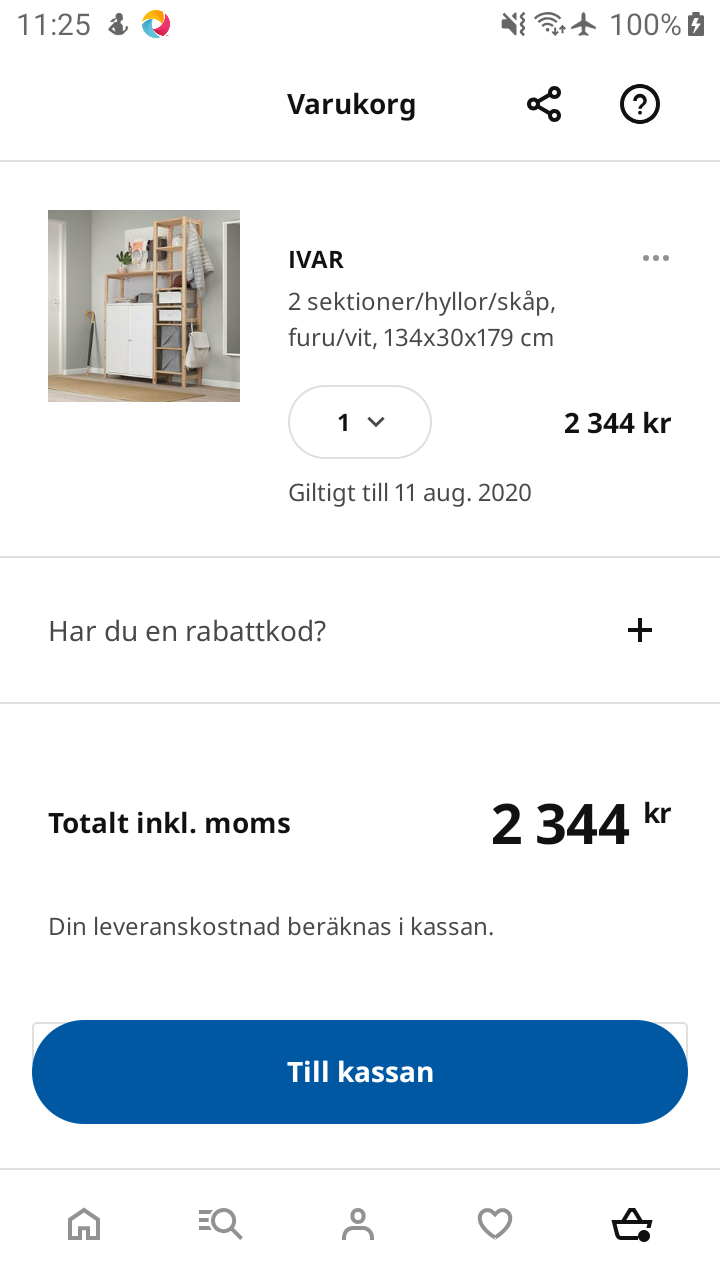 11:25
100%
Varukorg
IVAR
2 sektioner/hyllor/skåp,
furu/vit, 134x30x179 cm
1
2 344 kr
Giltigt till 11 aug. 2020
Har du en rabattkod?
Totalt inkl. moms
2 344 kr
Din leveranskostnad beräknas i kassan.
Till kassan